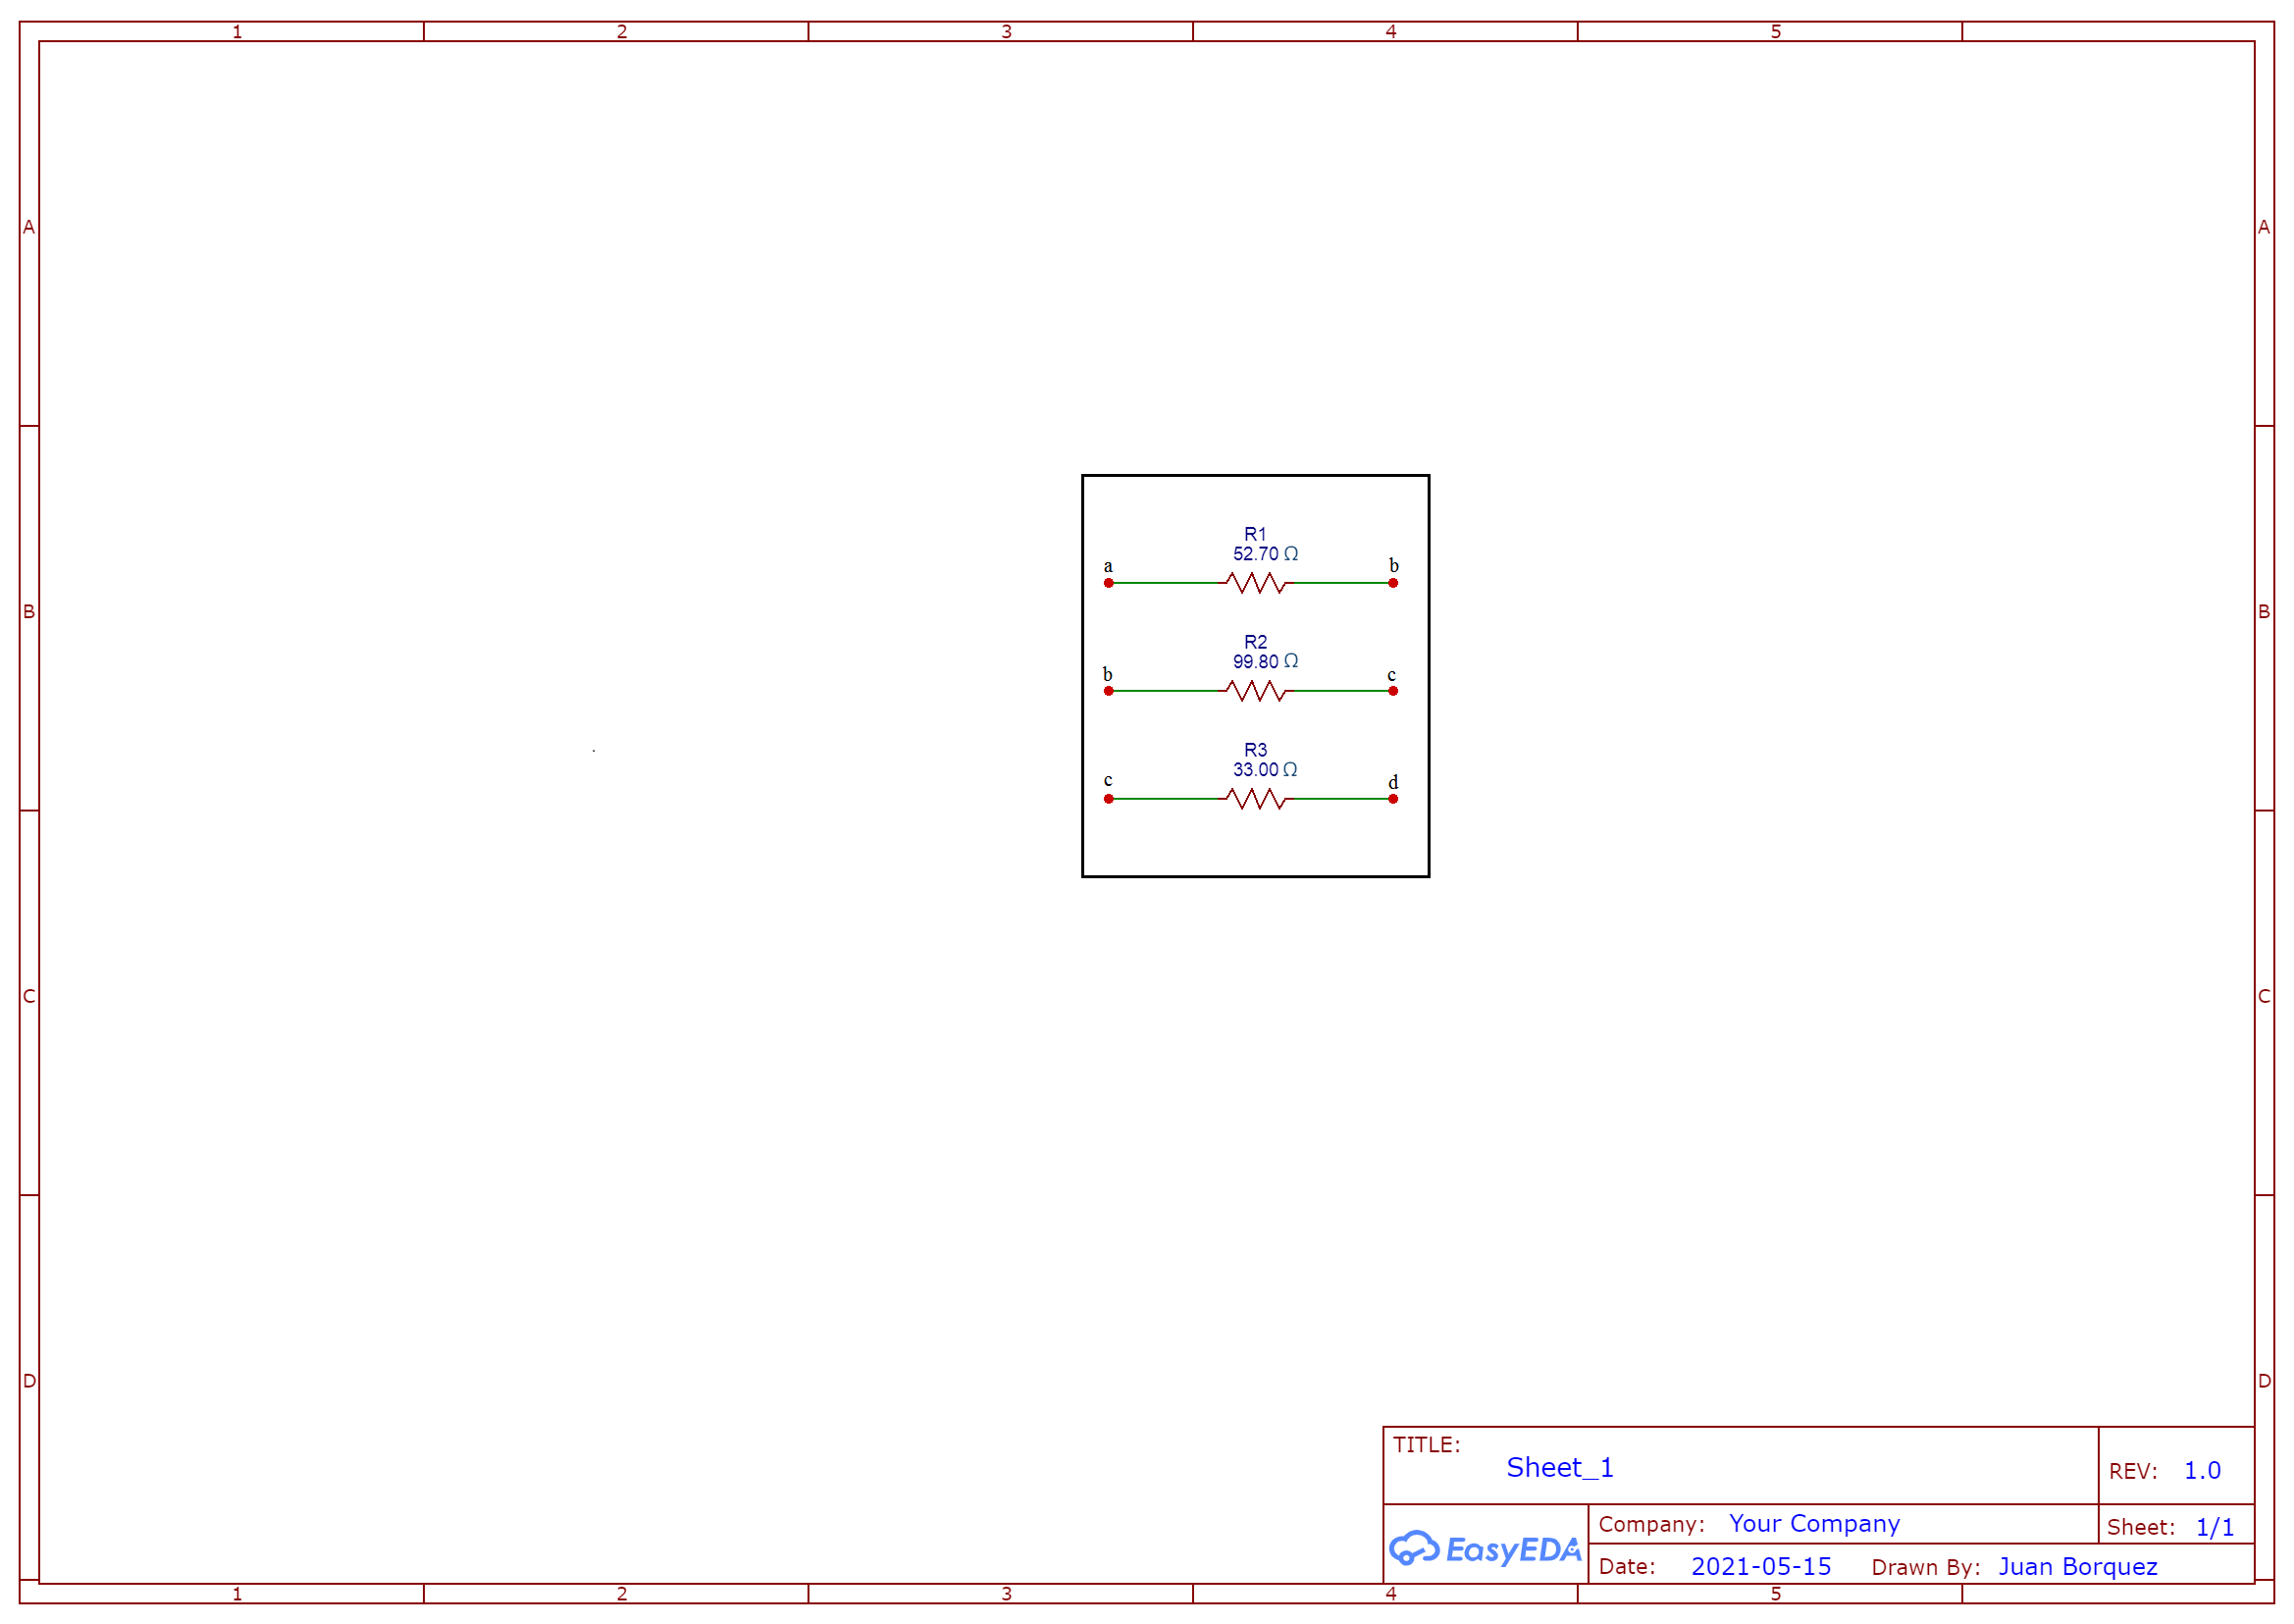 1 2 3 4 5
A A
R1
52.70 Ω
a b
B B
R2
99.80 Ω
b c
R3
33.00 Ω
c d
C C
D D
TITLE:
Sheet_1
REV: 1.0
EasyEDA
Company: Your Company
Sheet: 1/1
Date: 2021-05-15 Drawn By: Juan Borquez
1 2 3 4 5